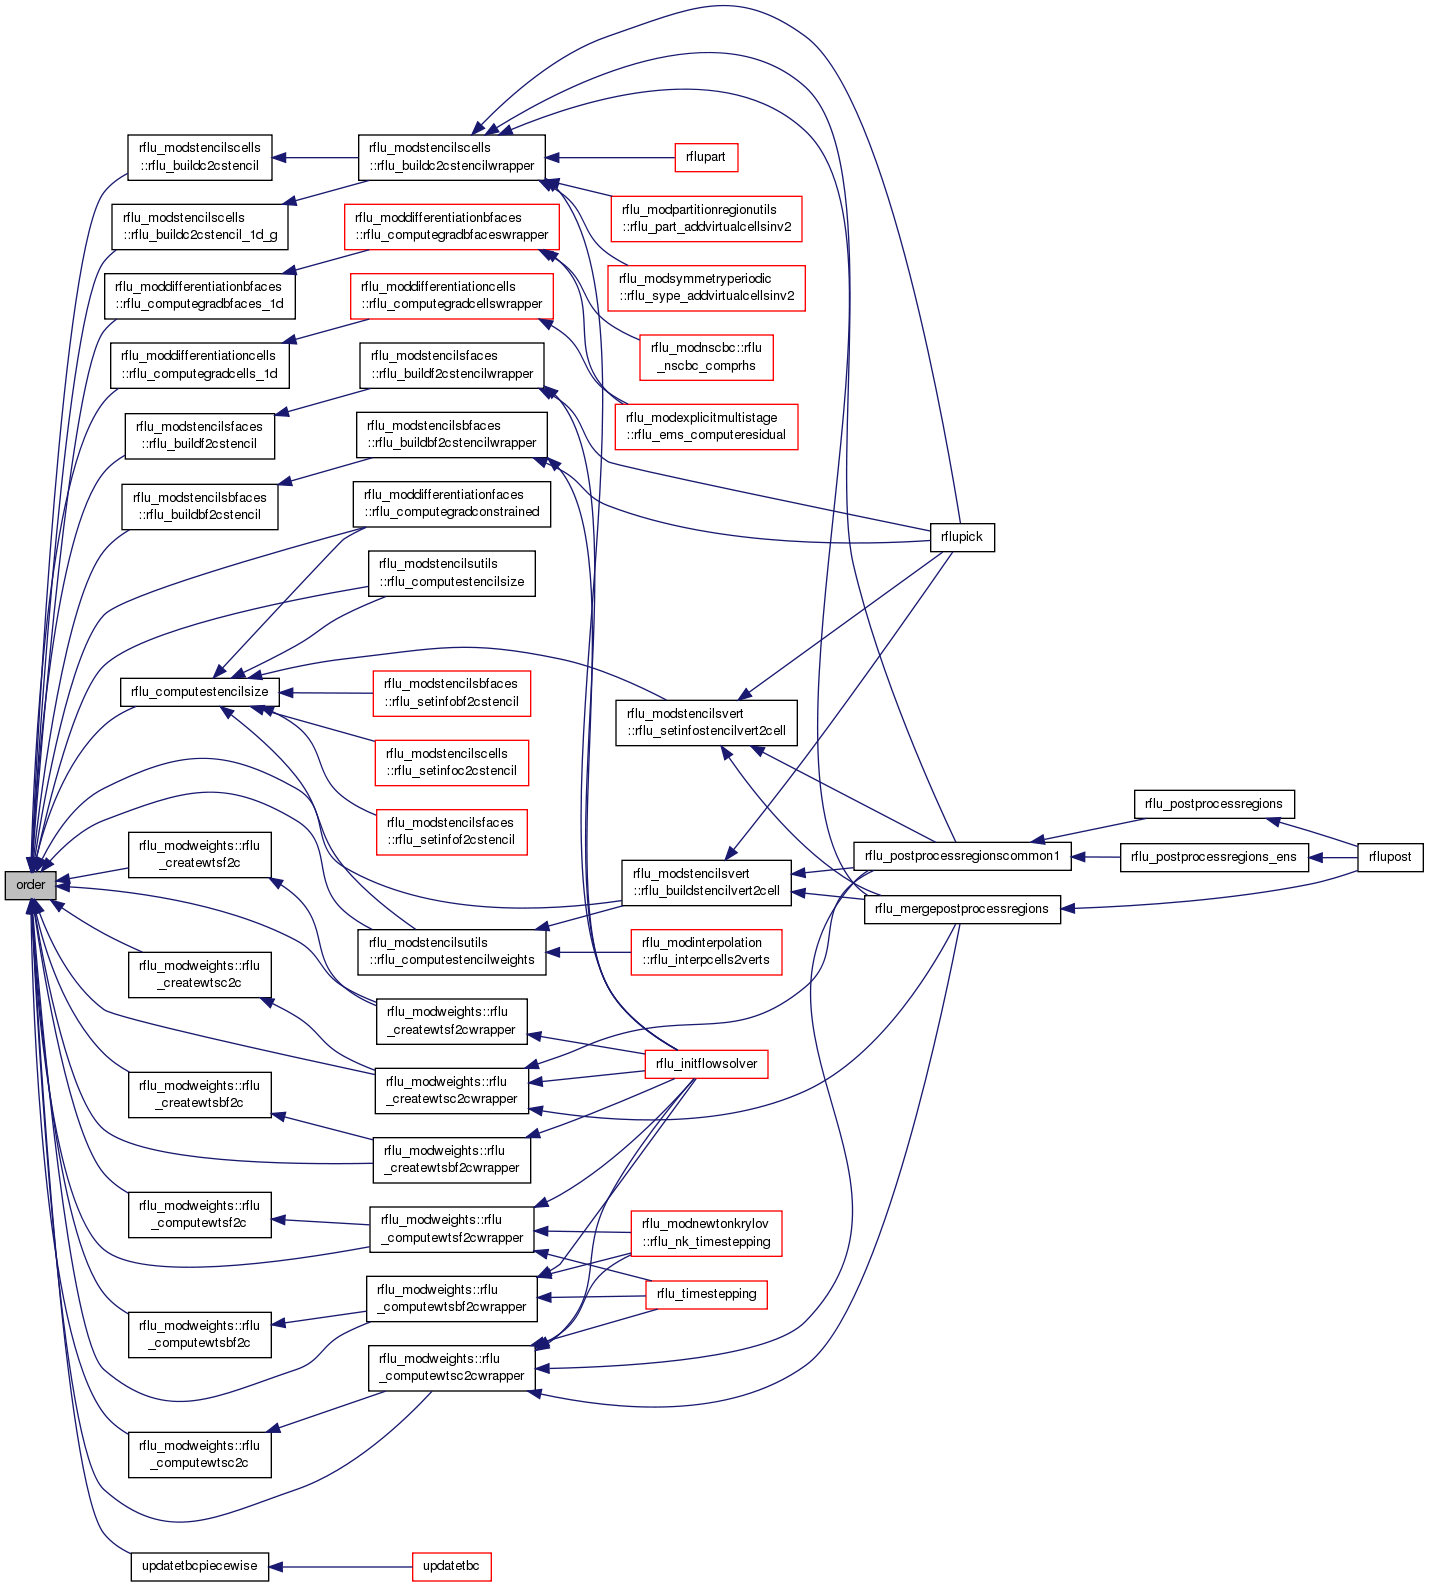 order
rflu_modstencilscells
::rflu_buildc2cstencil
rflu_modstencilscells
::rflu_buildc2cstencil_1d_g
rflu_moddifferentiationbfaces
::rflu_computegradbfaces_1d
rflu_moddifferentiationcells
::rflu_computegradcells_1d
rflu_modstencilsfaces
::rflu_buildf2cstencil
rflu_modstencilsbfaces
::rflu_buildbf2cstencil
rflu_computestencilsize
rflu_modweights::rflu
_createwtsf2c
rflu_modweights::rflu
_createwtsc2c
rflu_modweights::rflu
_createwtsbf2c
rflu_modweights::rflu
_computewtsf2c
rflu_modweights::rflu
_computewtsbf2c
rflu_modweights::rflu
_computewtsc2c
updatetbcpiecewise
rflu_modstencilscells
::rflu_buildc2cstencilwrapper
rflu_moddifferentiationbfaces
::rflu_computegradbfaceswrapper
rflu_moddifferentiationcells
::rflu_computegradcellswrapper
rflu_modstencilsfaces
::rflu_buildf2cstencilwrapper
rflu_modstencilsbfaces
::rflu_buildbf2cstencilwrapper
rflu_moddifferentiationfaces
::rflu_computegradconstrained
rflu_modstencilsutils
::rflu_computestencilsize
rflu_modstencilsbfaces
::rflu_setinfobf2cstencil
rflu_modstencilscells
::rflu_setinfoc2cstencil
rflu_modstencilsfaces
::rflu_setinfof2cstencil
rflu_modstencilsutils
::rflu_computestencilweights
rflu_modweights::rflu
_createwtsf2cwrapper
rflu_modweights::rflu
_createwtsc2cwrapper
rflu_modweights::rflu
_createwtsbf2cwrapper
rflu_modweights::rflu
_computewtsf2cwrapper
rflu_modweights::rflu
_computewtsbf2cwrapper
rflu_modweights::rflu
_computewtsc2cwrapper
updatetbc
rflupart
rflu_modpartitionregionutils
::rflu_part_addvirtualcellsinv2
rflu_modsymmetryperiodic
::rflu_sype_addvirtualcellsinv2
rflu_modnscbc::rflu
_nscbc_comprhs
rflu_modexplicitmultistage
::rflu_ems_computeresidual
rflu_modstencilsvert
::rflu_setinfostencilvert2cell
rflu_modstencilsvert
::rflu_buildstencilvert2cell
rflu_modinterpolation
::rflu_interpcells2verts
rflu_initflowsolver
rflu_modnewtonkrylov
::rflu_nk_timestepping
rflu_timestepping
rflupick
rflu_postprocessregionscommon1
rflu_mergepostprocessregions
rflu_postprocessregions
rflu_postprocessregions_ens
rflupost